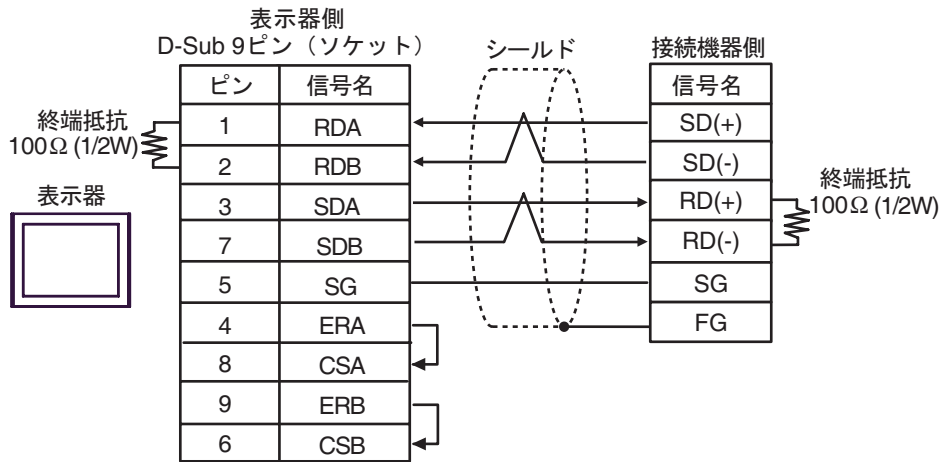 表示器側
D-Sub 9ピン（ソケット）
シールド
接続機器側
ピン 信号名
信号名
終端抵抗
100Ω (1/2W)
1 RDA
SD(+)
2 RDB
SD(-)
表示器
3 SDA
RD(+)
終端抵抗
100Ω (1/2W)
7 SDB
RD(-)
5 SG
SG
4 ERA
FG
8 CSA
9 ERB
6 CSB